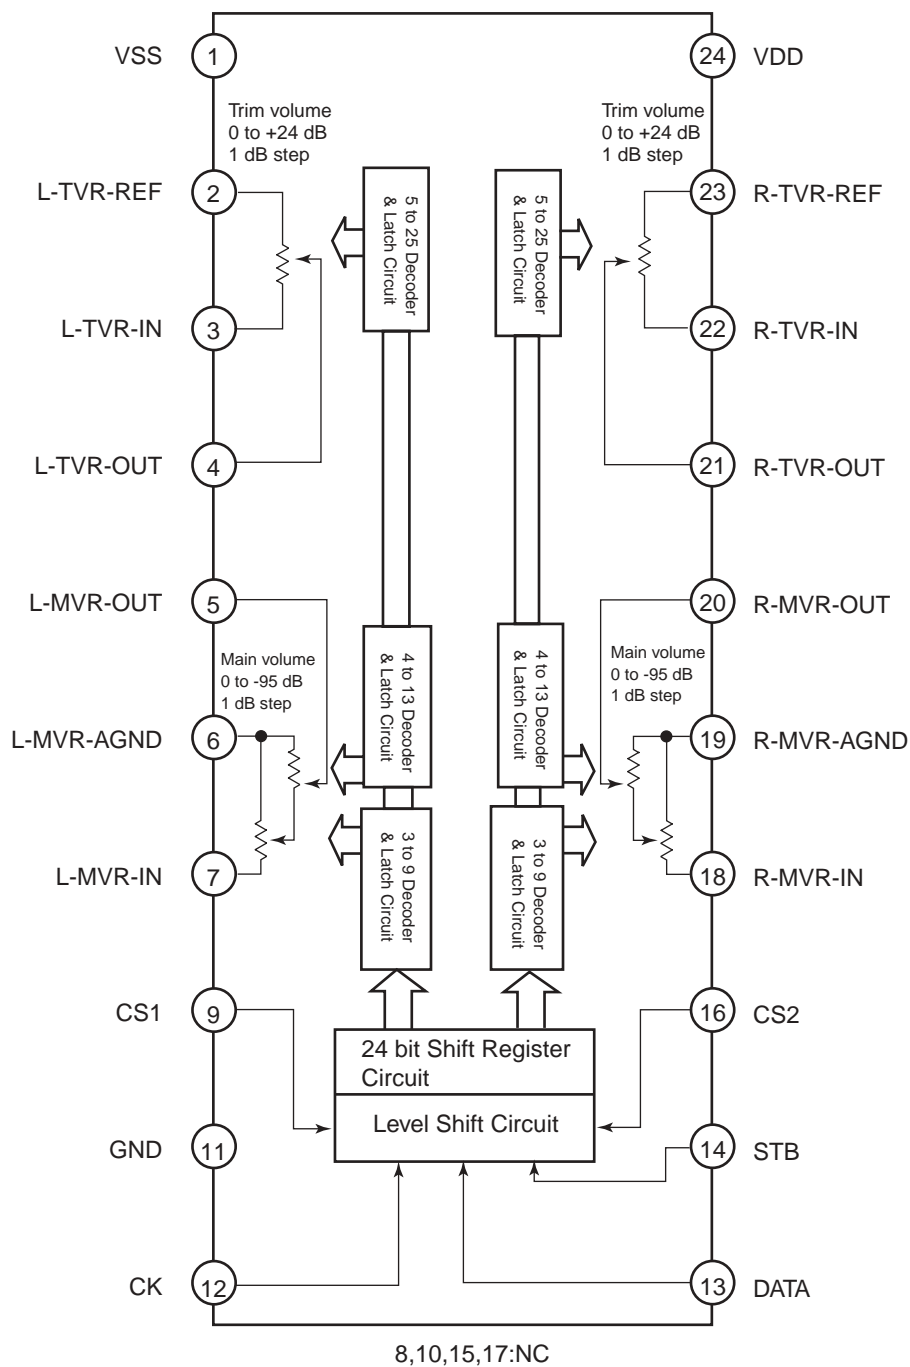 VSS 1
24 VDD
Trim volume
0 to +24 dB
1 dB step
Trim volume
0 to +24 dB
1 dB step
L-TVR-REF 2
23 R-TVR-REF
5 to 25 Decoder
& Latch Circuit
5 to 25 Decoder
& Latch Circuit
L-TVR-IN 3
22 R-TVR-IN
L-TVR-OUT 4
21 R-TVR-OUT
L-MVR-OUT 5
20 R-MVR-OUT
Main volume
0 to -95 dB
1 dB step
Main volume
0 to -95 dB
1 dB step
4 to 13 Decoder
& Latch Circuit
4 to 13 Decoder
& Latch Circuit
L-MVR-AGND 6
19 R-MVR-AGND
3 to 9 Decoder
& Latch Circuit
3 to 9 Decoder
& Latch Circuit
L-MVR-IN 7
18 R-MVR-IN
CS1 9
16 CS2
24 bit Shift Register
Circuit
Level Shift Circuit
GND 11
14 STB
CK 12
13 DATA
8,10,15,17:NC